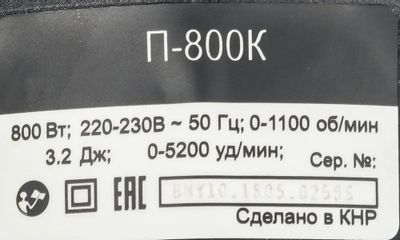 П-800К
800 Вт; 220-230В ~ 50 Гц; 0-1100 об/мин
3.2 Дж; 0-5200 уд/мин; Сер. №:
EAC
Сделано в КНР